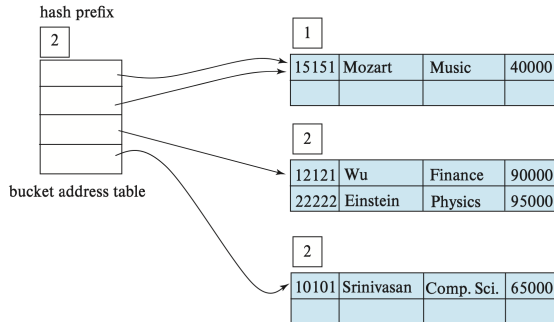 hash prefix
2
bucket address table
1
15151 Mozart Music 40000
2
12121 Wu Finance 90000
22222 Einstein Physics 95000
2
10101 Srinivasan Comp. Sci. 65000